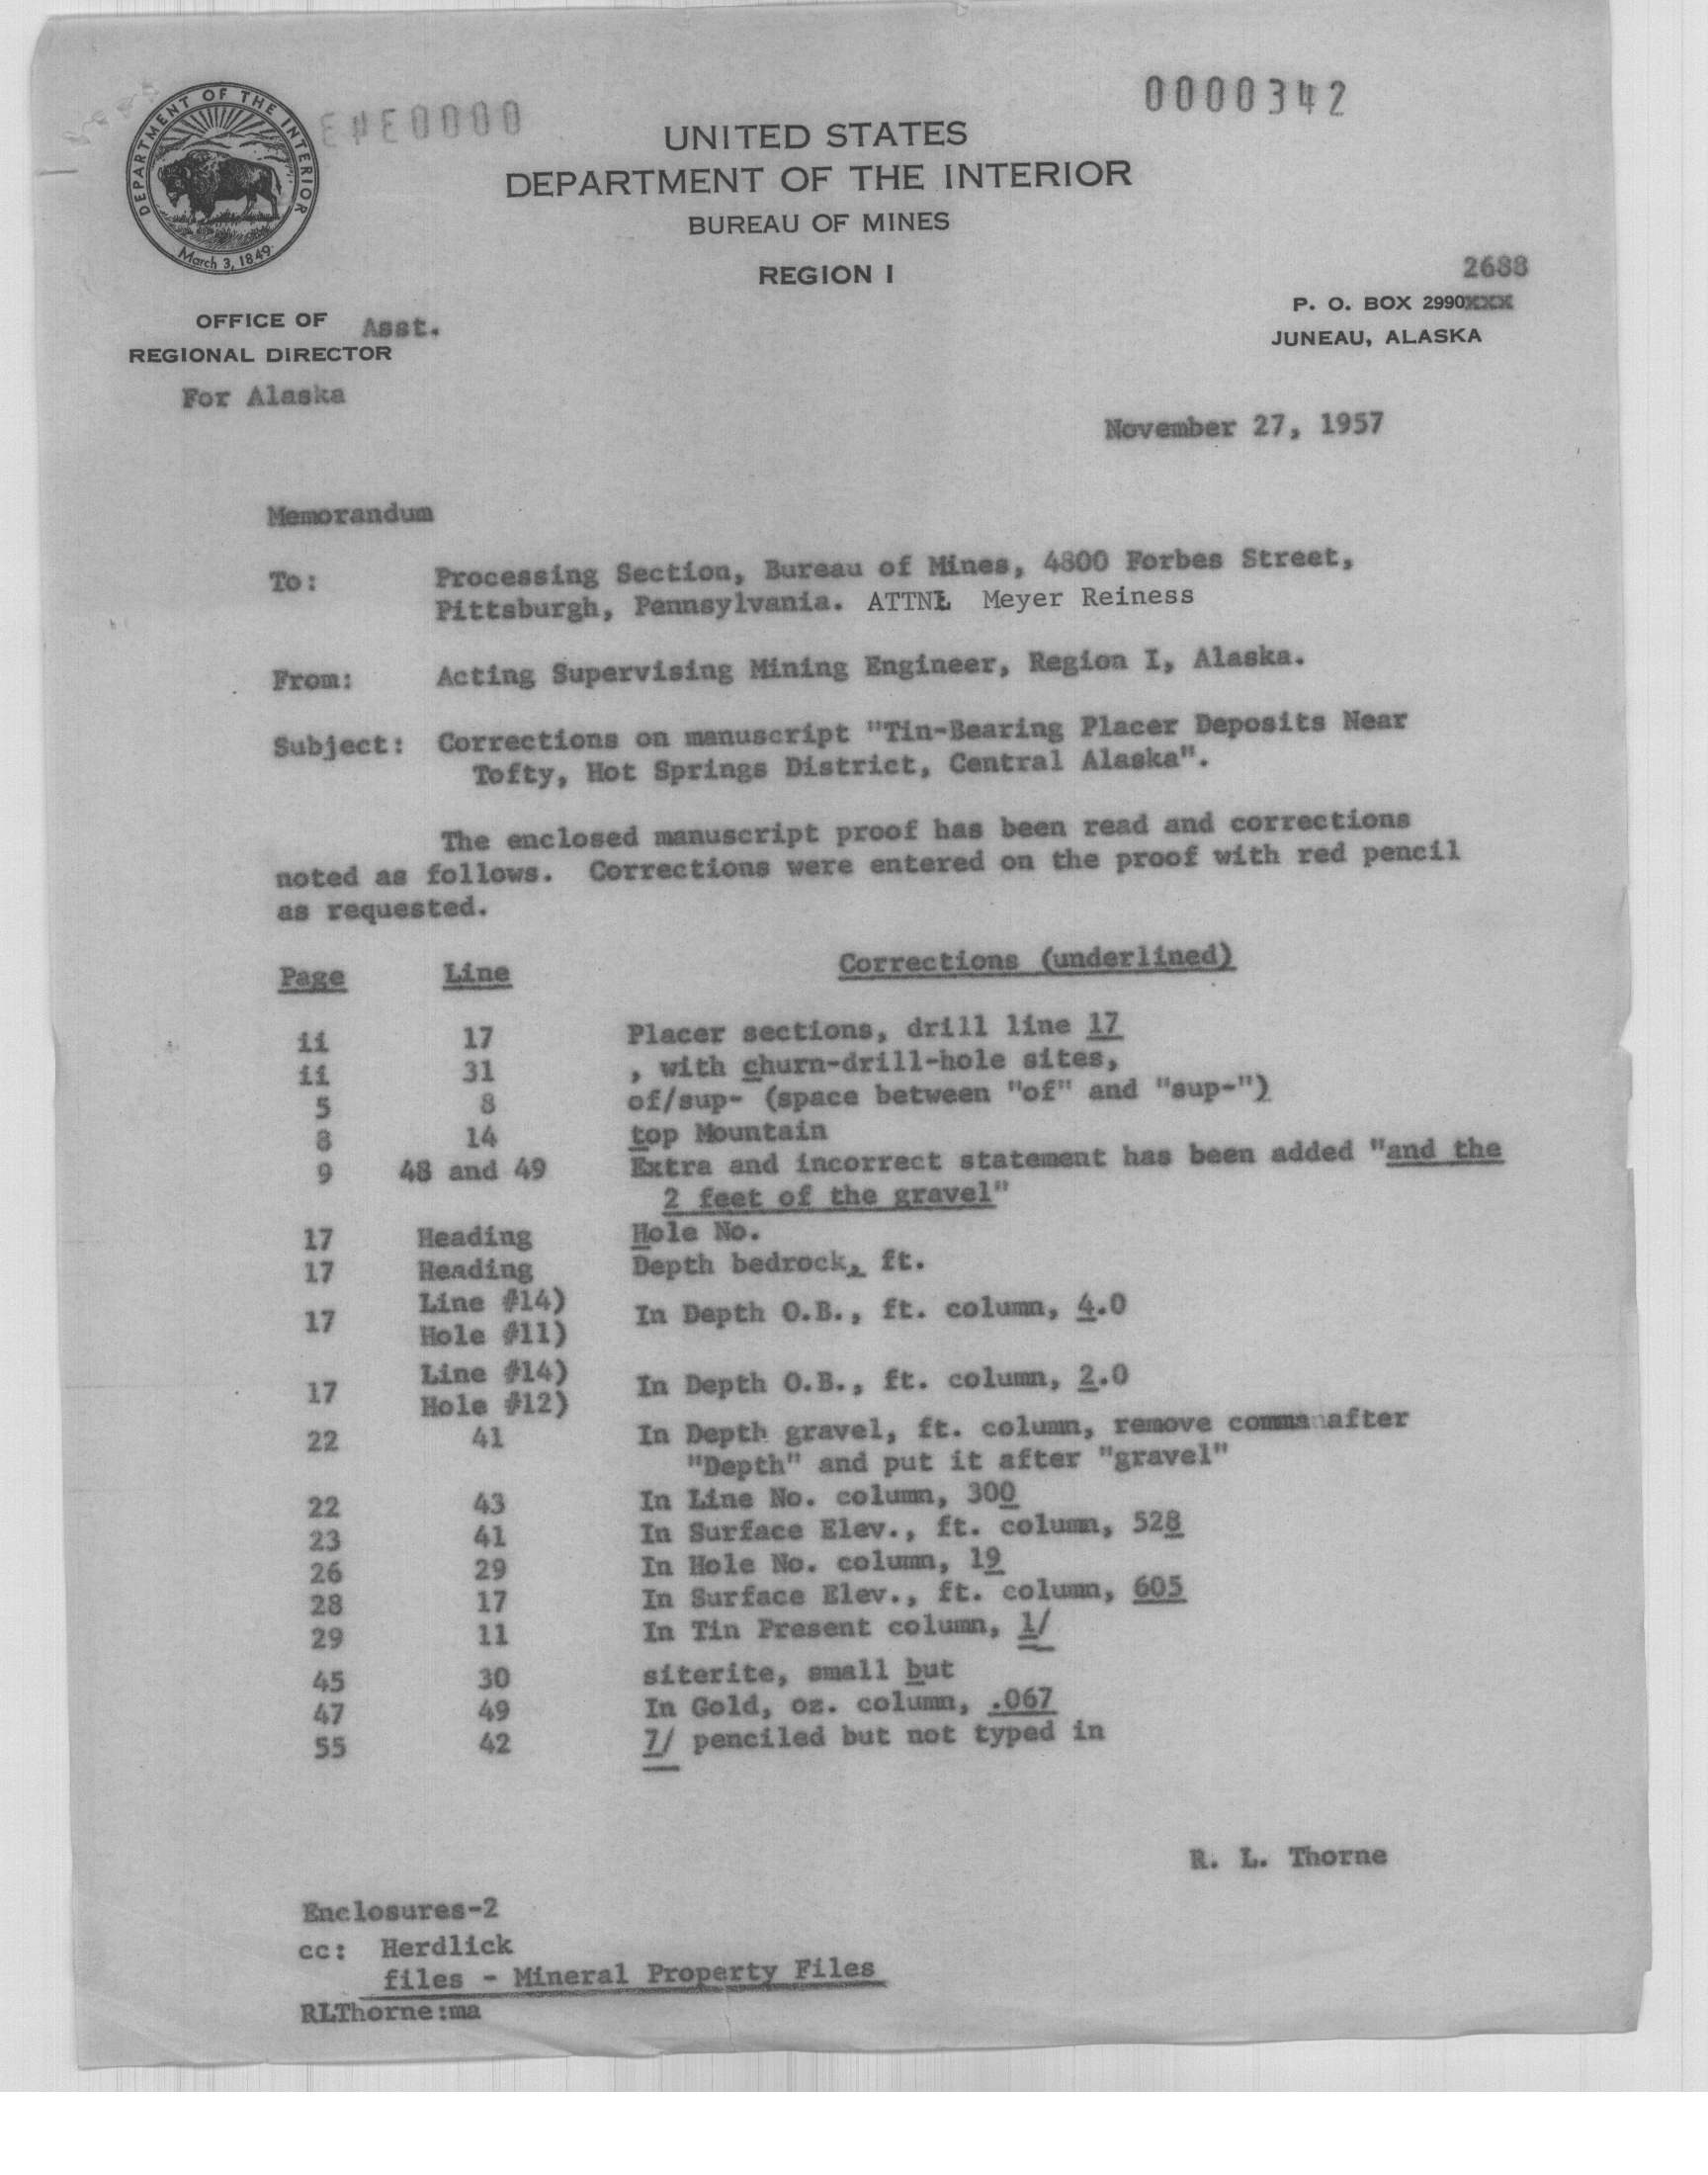 0000342
DEPARTMENT OF THE INTERIOR
March 3, 1849
UNITED STATES
DEPARTMENT OF THE INTERIOR
BUREAU OF MINES
REGION I
2688
P. O. BOX 2990XXX
JUNEAU, ALASKA
OFFICE OF Asst.
REGIONAL DIRECTOR
For Alaska
November 27, 1957
Memorandum
To: Processing Section, Bureau of Mines, 4800 Forbes Street,
Pittsburgh, Pennsylvania. ATTN: Meyer Reiness
From: Acting Supervising Mining Engineer, Region I, Alaska.
Subject: Corrections on manuscript "Tin-Bearing Placer Deposits Near
Tofty, Hot Springs District, Central Alaska".
The enclosed manuscript proof has been read and corrections
noted as follows. Corrections were entered on the proof with red pencil
as requested.
Page Line Corrections (underlined)
ii 17 Placer sections, drill line 17
ii 31 , with churn-drill-hole sites,
5 8 of/sup- (space between "of" and "sup-")
8 14 top Mountain
9 48 and 49 Extra and incorrect statement has been added "and the
2 feet of the gravel"
17 Heading Hole No.
17 Heading Depth bedrock, ft.
17 Line #14) In Depth O.B., ft. column, 4.0
Hole #11)
17 Line #14) In Depth O.B., ft. column, 2.0
Hole #12)
22 41 In Depth gravel, ft. column, remove comma after
"Depth" and put it after "gravel"
22 43 In Line No. column, 300
23 41 In Surface Elev., ft. column, 528
26 29 In Hole No. column, 19
28 17 In Surface Elev., ft. column, 605
29 11 In Tin Present column, 1/
45 30 siterite, small but
47 49 In Gold, oz. column, .067
55 42 7/ penciled but not typed in
R. L. Thorne
Enclosures-2
cc: Herdlick
files - Mineral Property Files
RLThorne:ma